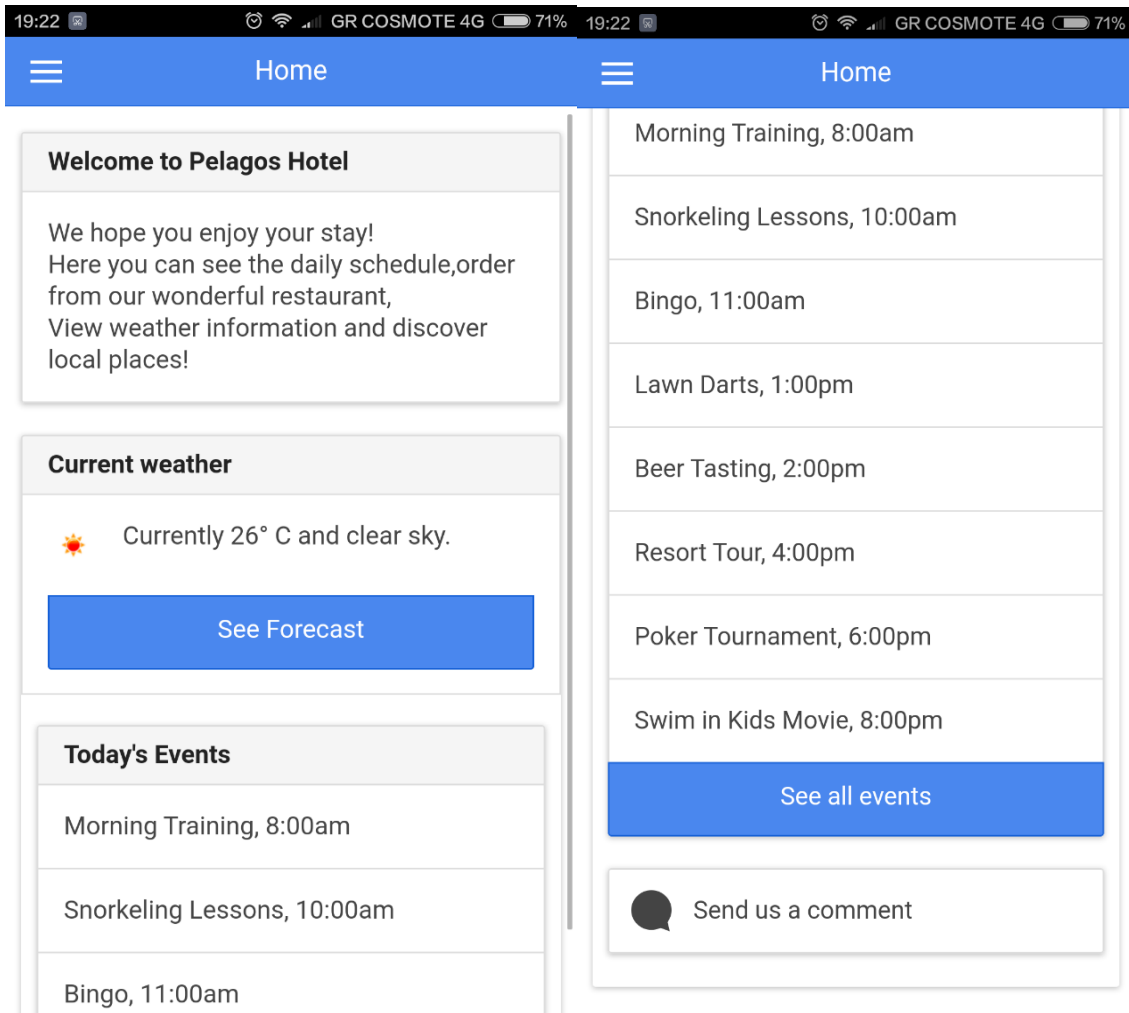 19:22 GR COSMOTE 4G 71%
Home
Welcome to Pelagos Hotel
We hope you enjoy your stay!
Here you can see the daily schedule,order
from our wonderful restaurant,
View weather information and discover
local places!
Current weather
Currently 26° C and clear sky.
See Forecast
Today's Events
Morning Training, 8:00am
Snorkeling Lessons, 10:00am
Bingo, 11:00am
19:22 GR COSMOTE 4G 71%
Home
Morning Training, 8:00am
Snorkeling Lessons, 10:00am
Bingo, 11:00am
Lawn Darts, 1:00pm
Beer Tasting, 2:00pm
Resort Tour, 4:00pm
Poker Tournament, 6:00pm
Swim in Kids Movie, 8:00pm
See all events
Send us a comment